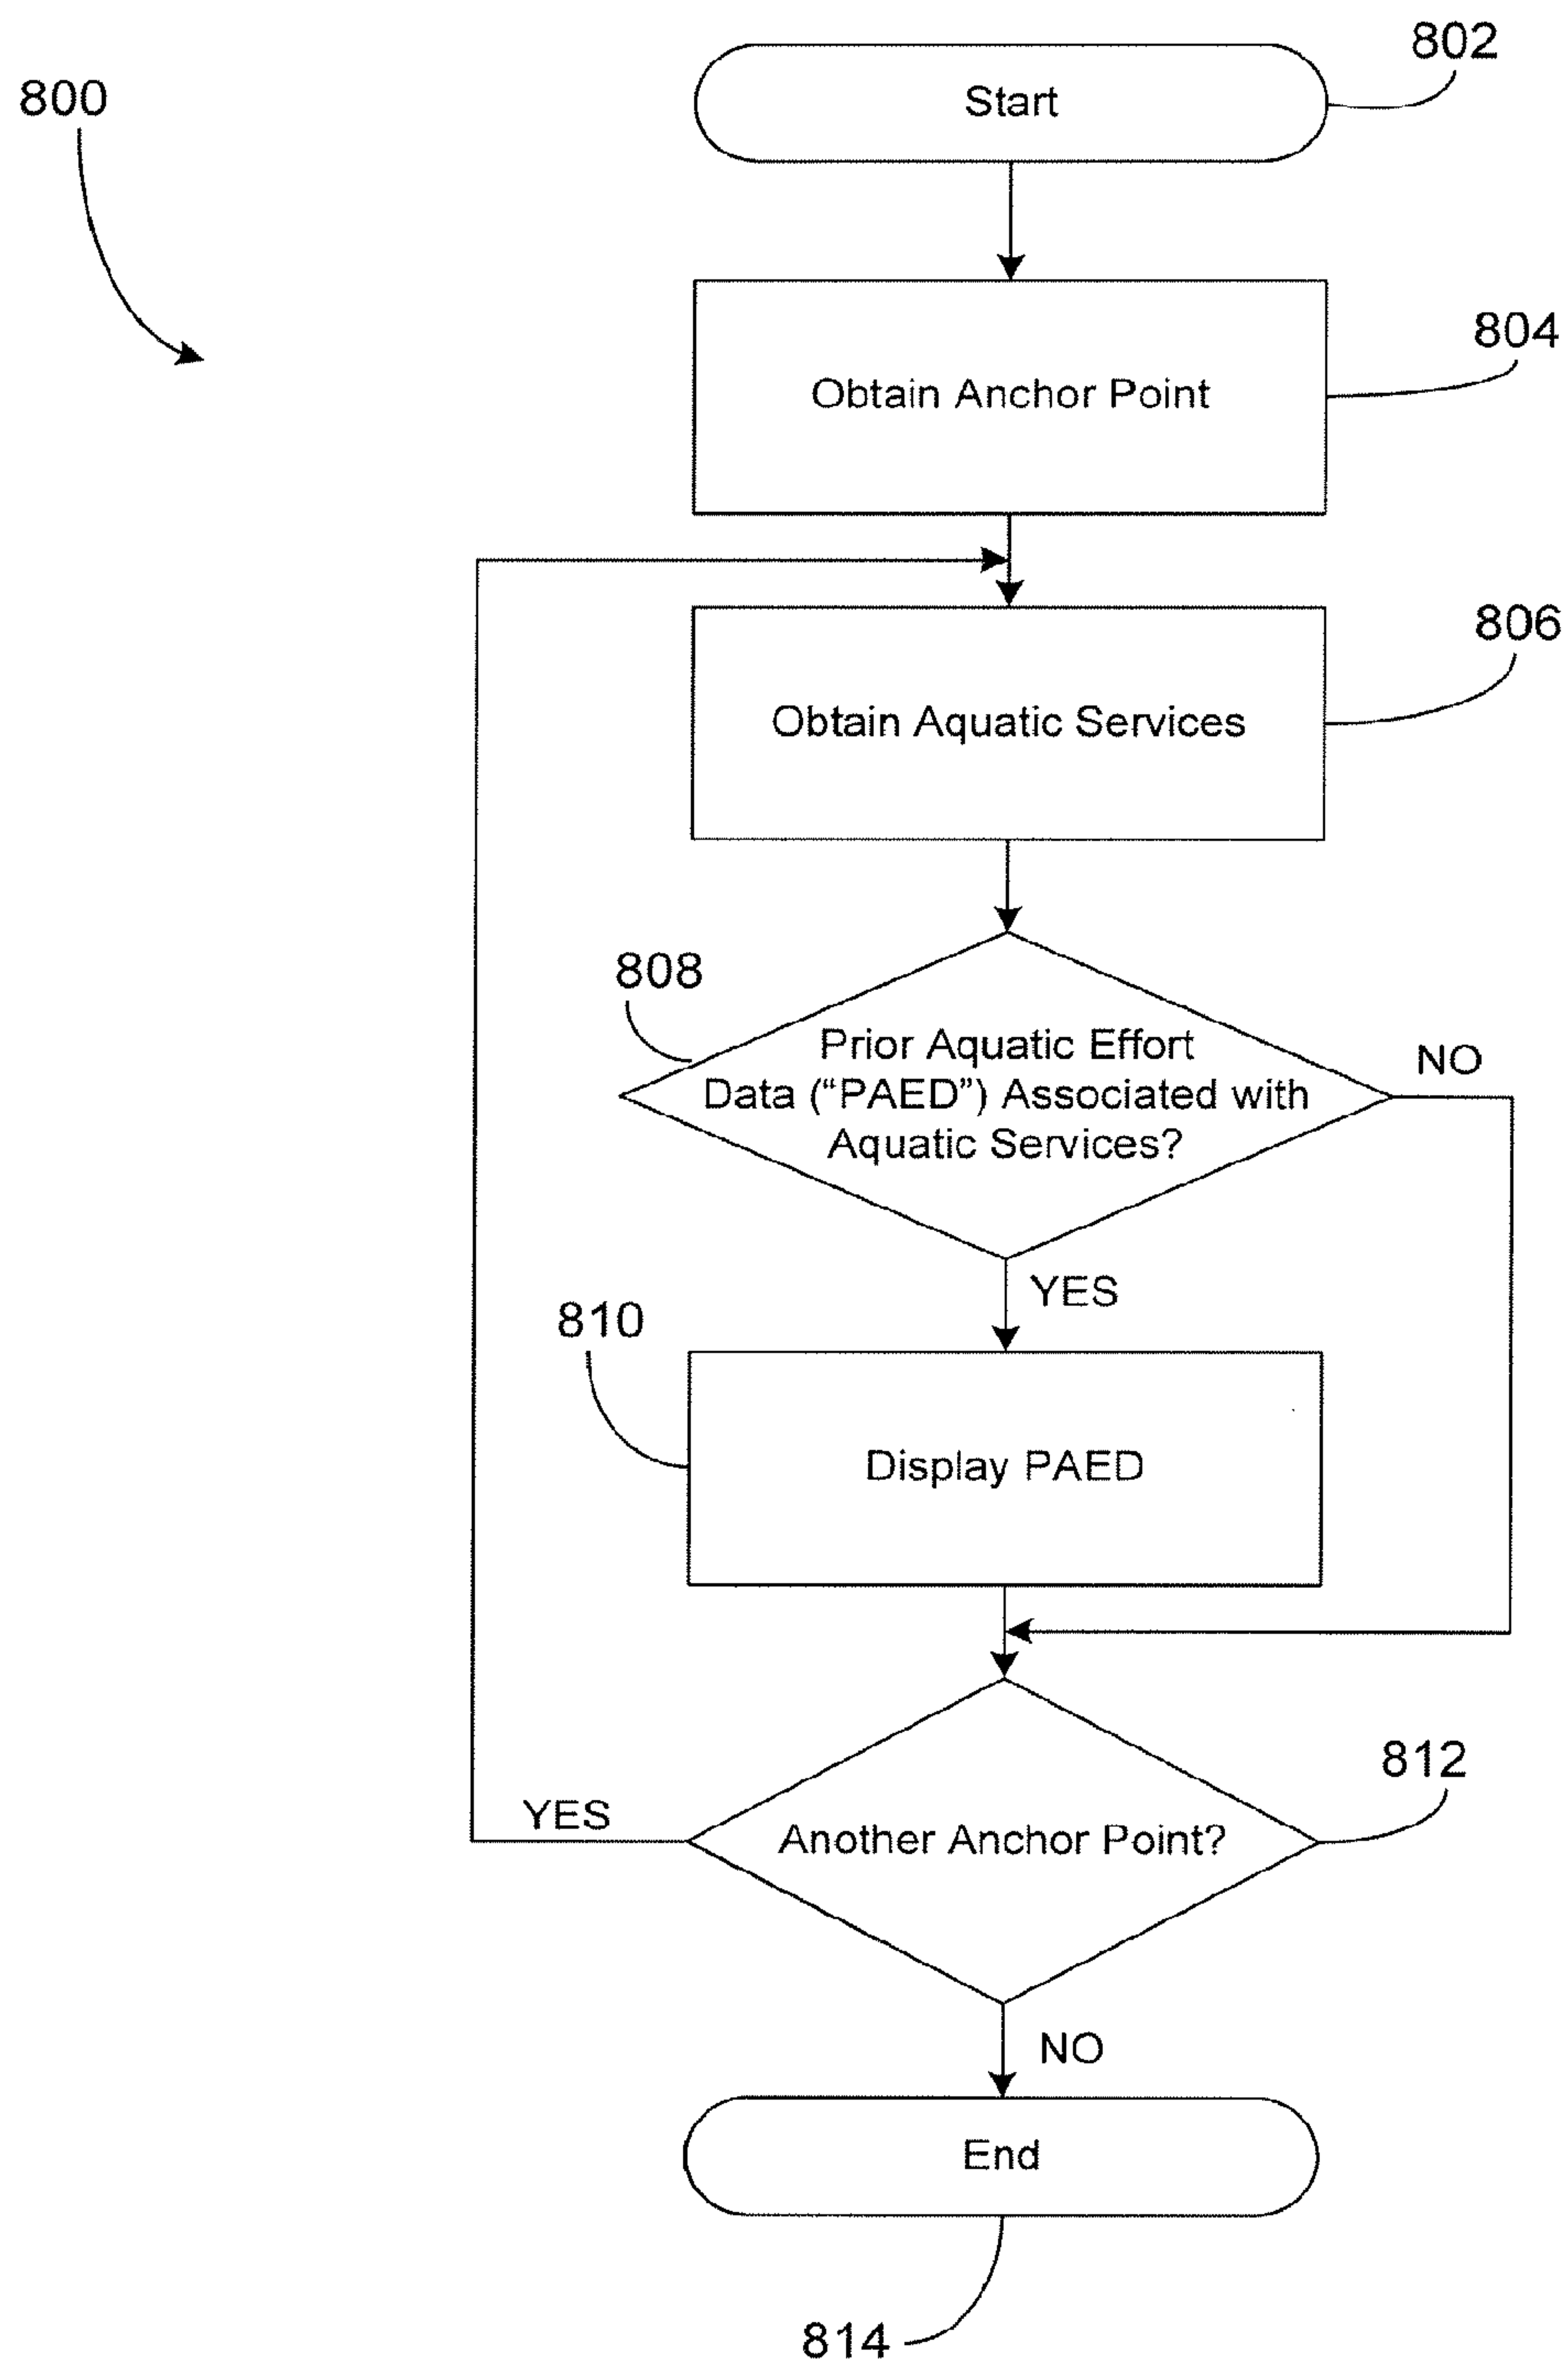 802
Start
800
804
Obtain Anchor Point
806
Obtain Aquatic Services
808
Prior Aquatic Effort
Data (“PAED”) Associated with
Aquatic Services?
NO
YES
810
Display PAED
812
YES
Another Anchor Point?
NO
End
814